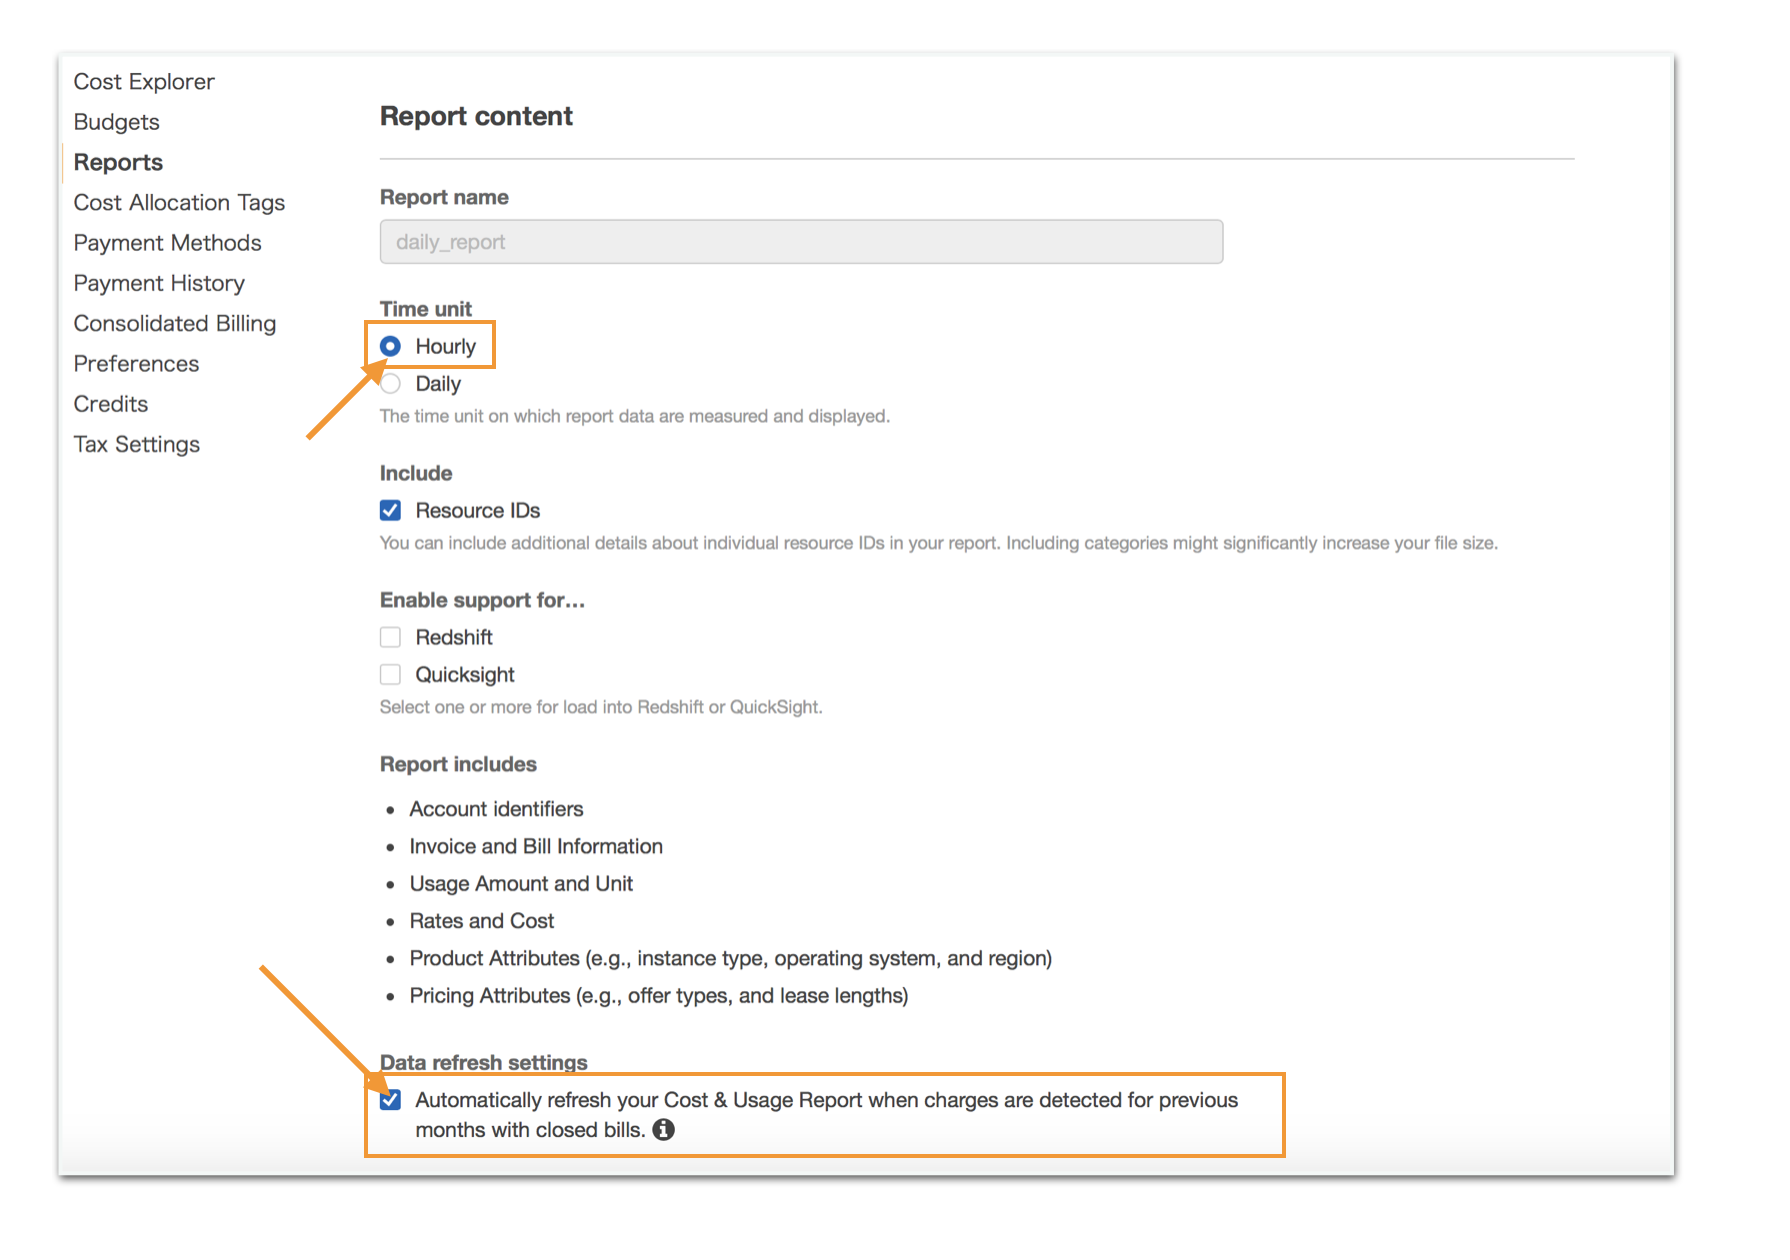 Cost Explorer
Budgets
Reports
Cost Allocation Tags
Payment Methods
Payment History
Consolidated Billing
Preferences
Credits
Tax Settings
Report content
Report name
daily_report
Time unit
Hourly
Daily
The time unit on which report data are measured and displayed.
Include
Resource IDs
You can include additional details about individual resource IDs in your report. Including categories might significantly increase your file size.
Enable support for...
Redshift
Quicksight
Select one or more for load into Redshift or QuickSight.
Report includes
• Account identifiers
• Invoice and Bill Information
• Usage Amount and Unit
• Rates and Cost
• Product Attributes (e.g., instance type, operating system, and region)
• Pricing Attributes (e.g., offer types, and lease lengths)
Data refresh settings
Automatically refresh your Cost & Usage Report when charges are detected for previous
months with closed bills.